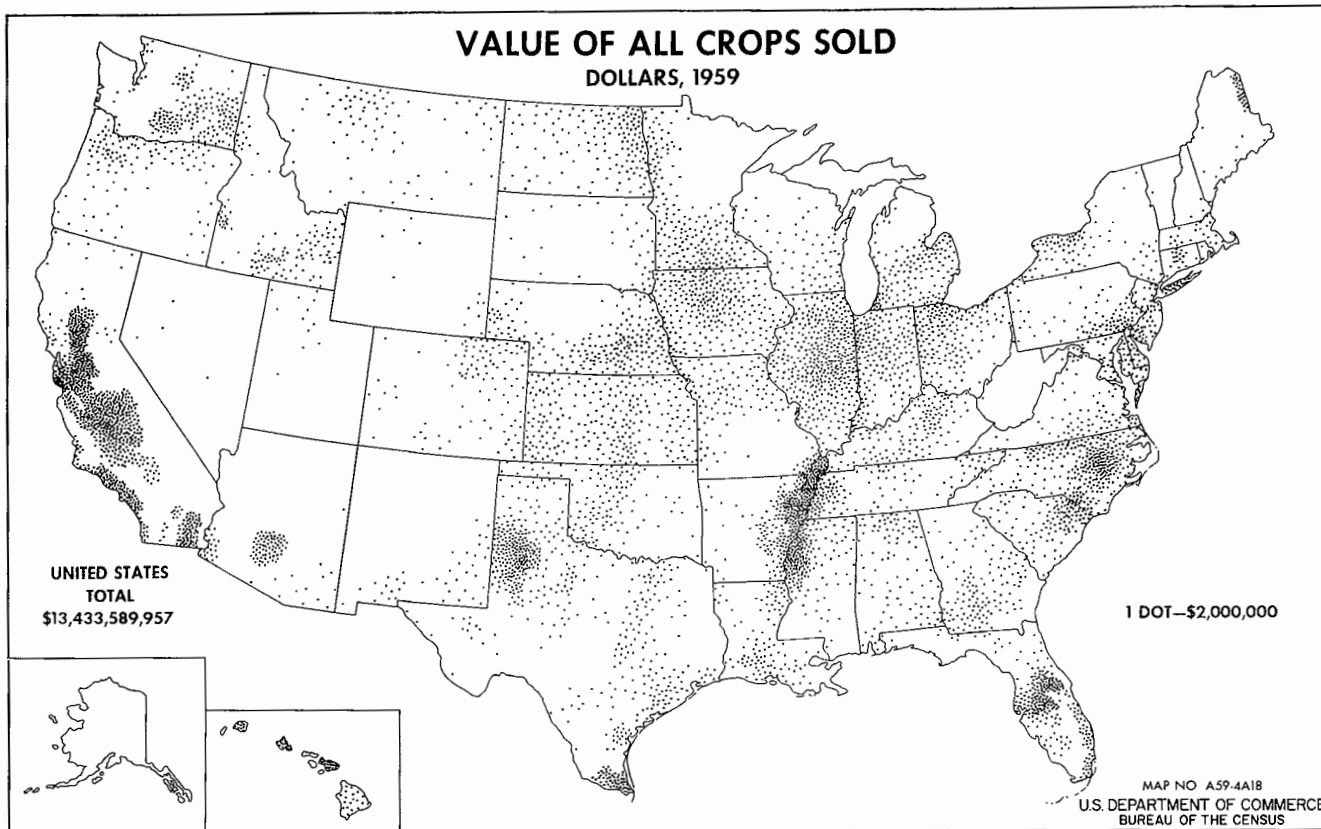 VALUE OF ALL CROPS SOLD
DOLLARS, 1959
UNITED STATES
TOTAL
$13,433,589,957
1 DOT—$2,000,000
MAP NO A59-4A18
U.S. DEPARTMENT OF COMMERCE
BUREAU OF THE CENSUS